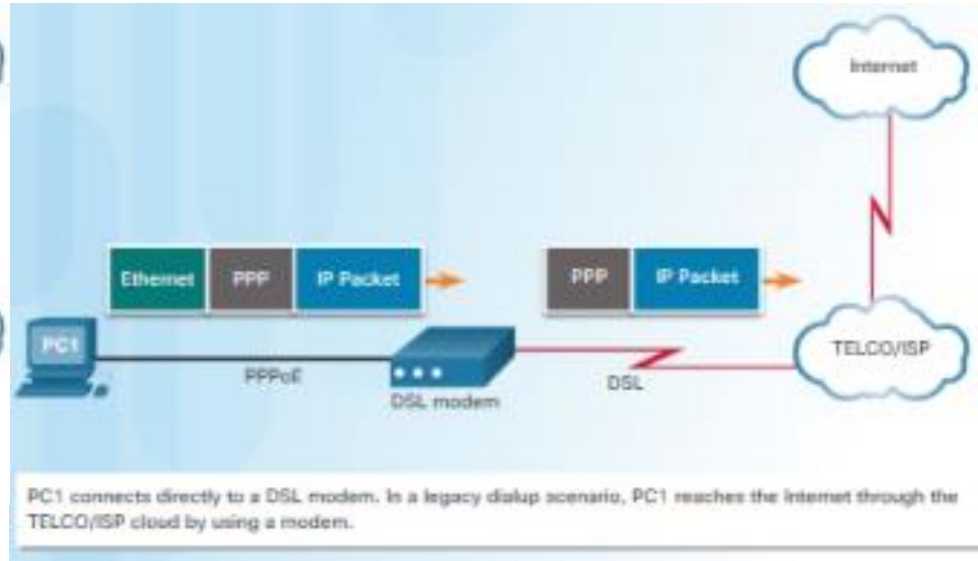 Internet
Ethernet PPP IP Packet PPP IP Packet
PC1
TELCO/ISP
PPPoE
DSL
DSL modem
PC1 connects directly to a DSL modem. In a legacy dialup scenario, PC1 reaches the Internet through the
TELCO/ISP cloud by using a modem.